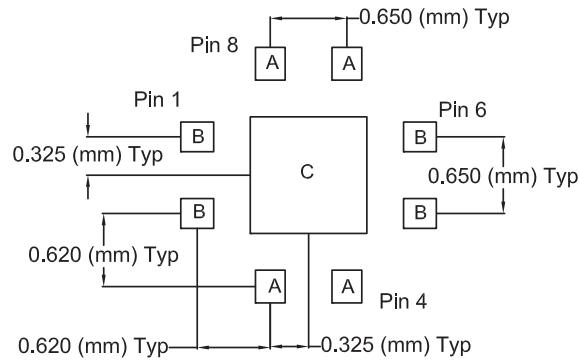 0.650 (mm) Typ
Pin 8
A A
Pin 1
Pin 6
B B
0.325 (mm) Typ
C
0.650 (mm) Typ
B B
0.620 (mm) Typ
A A
Pin 4
0.620 (mm) Typ 0.325 (mm) Typ